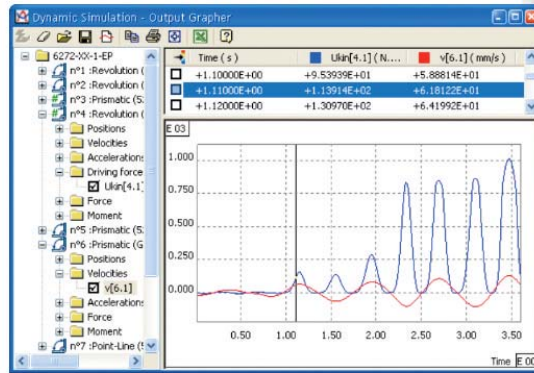 Dynamic Simulation - Output Grapher
6272-XX-1-EP
n°1 :Revolution (
n°2 :Revolution (
n°3 :Prismatic (5
n°4 :Revolution (
Positions
Velocities
Accelerations
Driving force
Ukin[4.1]
Force
Moment
n°5 :Prismatic (5
n°6 :Prismatic (G
Positions
Velocities
v[6.1]
Accelerations
Force
Moment
n°7 :Point-Line (
Time ( s ) Ukin[4.1] ( N.... v[6.1] ( mm/s )
+1.10000E+00 +9.53939E+01 +5.88814E+01
+1.11000E+00 +1.13914E+02 +6.18122E+01
+1.12000E+00 +1.30970E+02 +6.41992E+01
E 03
1.000
0.750
0.500
0.250
0.000
0.50 1.00 1.50 2.00 2.50 3.00 3.50
Time E 00